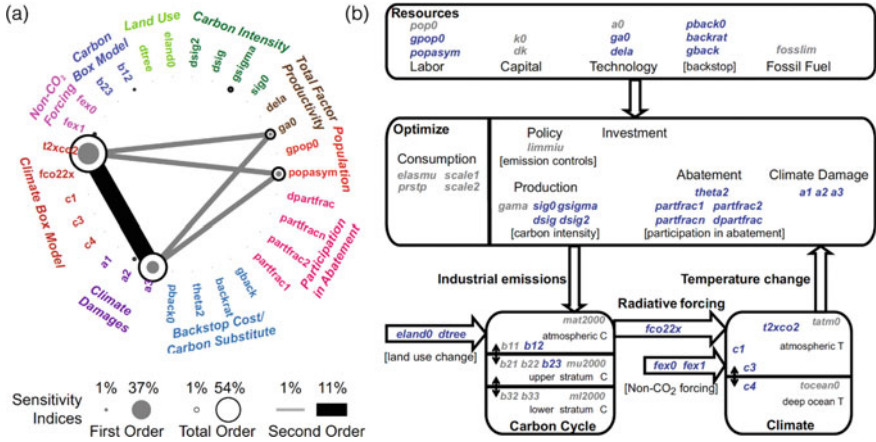 (a)
Land Use
Carbon Intensity
Total Factor
Productivity
Population
Participation
in Abatement
Backstop Cost/
Carbon Substitute
Climate
Damages
Climate Box Model
Non-CO₂
Forcing
Carbon
Box Model
dtree
eland0
dsig2
dsig
gsigma
sig0
dela
ga0
gpop0
popasym
dpartfrac
partfracn
partfrac2
partfrac1
gback
backrat
theta2
pback0
a3
a2
a1
c4
c3
c1
fco22x
t2xco2
fex1
fex0
b23
b12
Sensitivity
Indices
1% 37%
First Order
1% 54%
Total Order
1% 11%
Second Order
(b)
Resources
pop0
gpop0
popasym
Labor
k0
dk
Capital
a0
ga0
dela
Technology
pback0
backrat
gback
[backstop]
fosslim
Fossil Fuel
Optimize
Consumption
elasmu scale1
prstp scale2
Policy
limmiu
[emission controls]
Investment
Production
gama sig0 gsigma
dsig dsig2
[carbon intensity]
Abatement
theta2
partfrac1 partfrac2
partfracn dpartfrac
[participation in abatement]
Climate Damage
a1 a2 a3
Industrial emissions
Temperature change
Radiative forcing
eland0 dtree
[land use change]
mat2000
atmospheric C
b11 b12
b21 b22 b23 mu2000
upper stratum C
b32 b33 ml2000
lower stratum C
Carbon Cycle
fco22x
fex0 fex1
[Non-CO₂ forcing]
tatm0
t2xco2
atmospheric T
c1
c3
c4
tocean0
deep ocean T
Climate